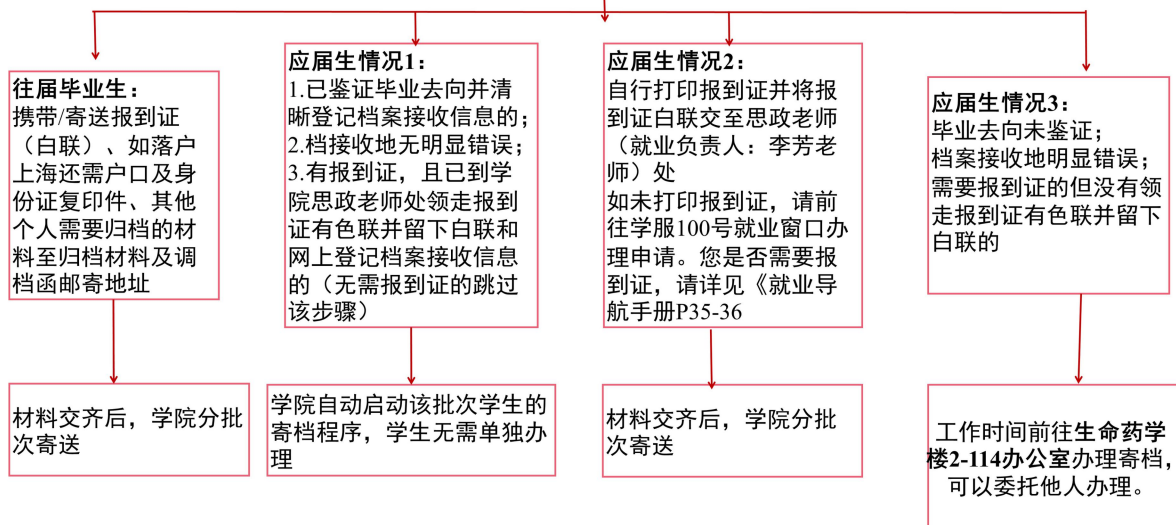 往届毕业生：
携带/寄送报到证
（白联）、如落户
上海还需户口及身
份证复印件、其他
个人需要归档的材
料至归档材料及调
档函邮寄地址
应届生情况1：
1.已鉴证毕业去向并清
晰登记档案接收信息的；
2.档接收地无明显错误；
3.有报到证，且已到学
院思政老师处领走报到
证有色联并留下白联和
网上登记档案接收信息
的（无需报到证的跳过
该步骤）
应届生情况2：
自行打印报到证并将报
到证白联交至思政老师
（就业负责人：李芳老
师）处
如未打印报到证，请前
往学服100号就业窗口办
理申请。您是否需要报
到证，请详见《就业导
航手册P35-36
应届生情况3：
毕业去向未鉴证；
档案接收地明显错误；
需要报到证的但没有领
走报到证有色联并留下
白联的
材料交齐后，学院分批
次寄送
学院自动启动该批次学生的
寄档程序，学生无需单独办
理
材料交齐后，学院分批
次寄送
工作时间前往生命药学
楼2-114办公室办理寄档，
可以委托他人办理。